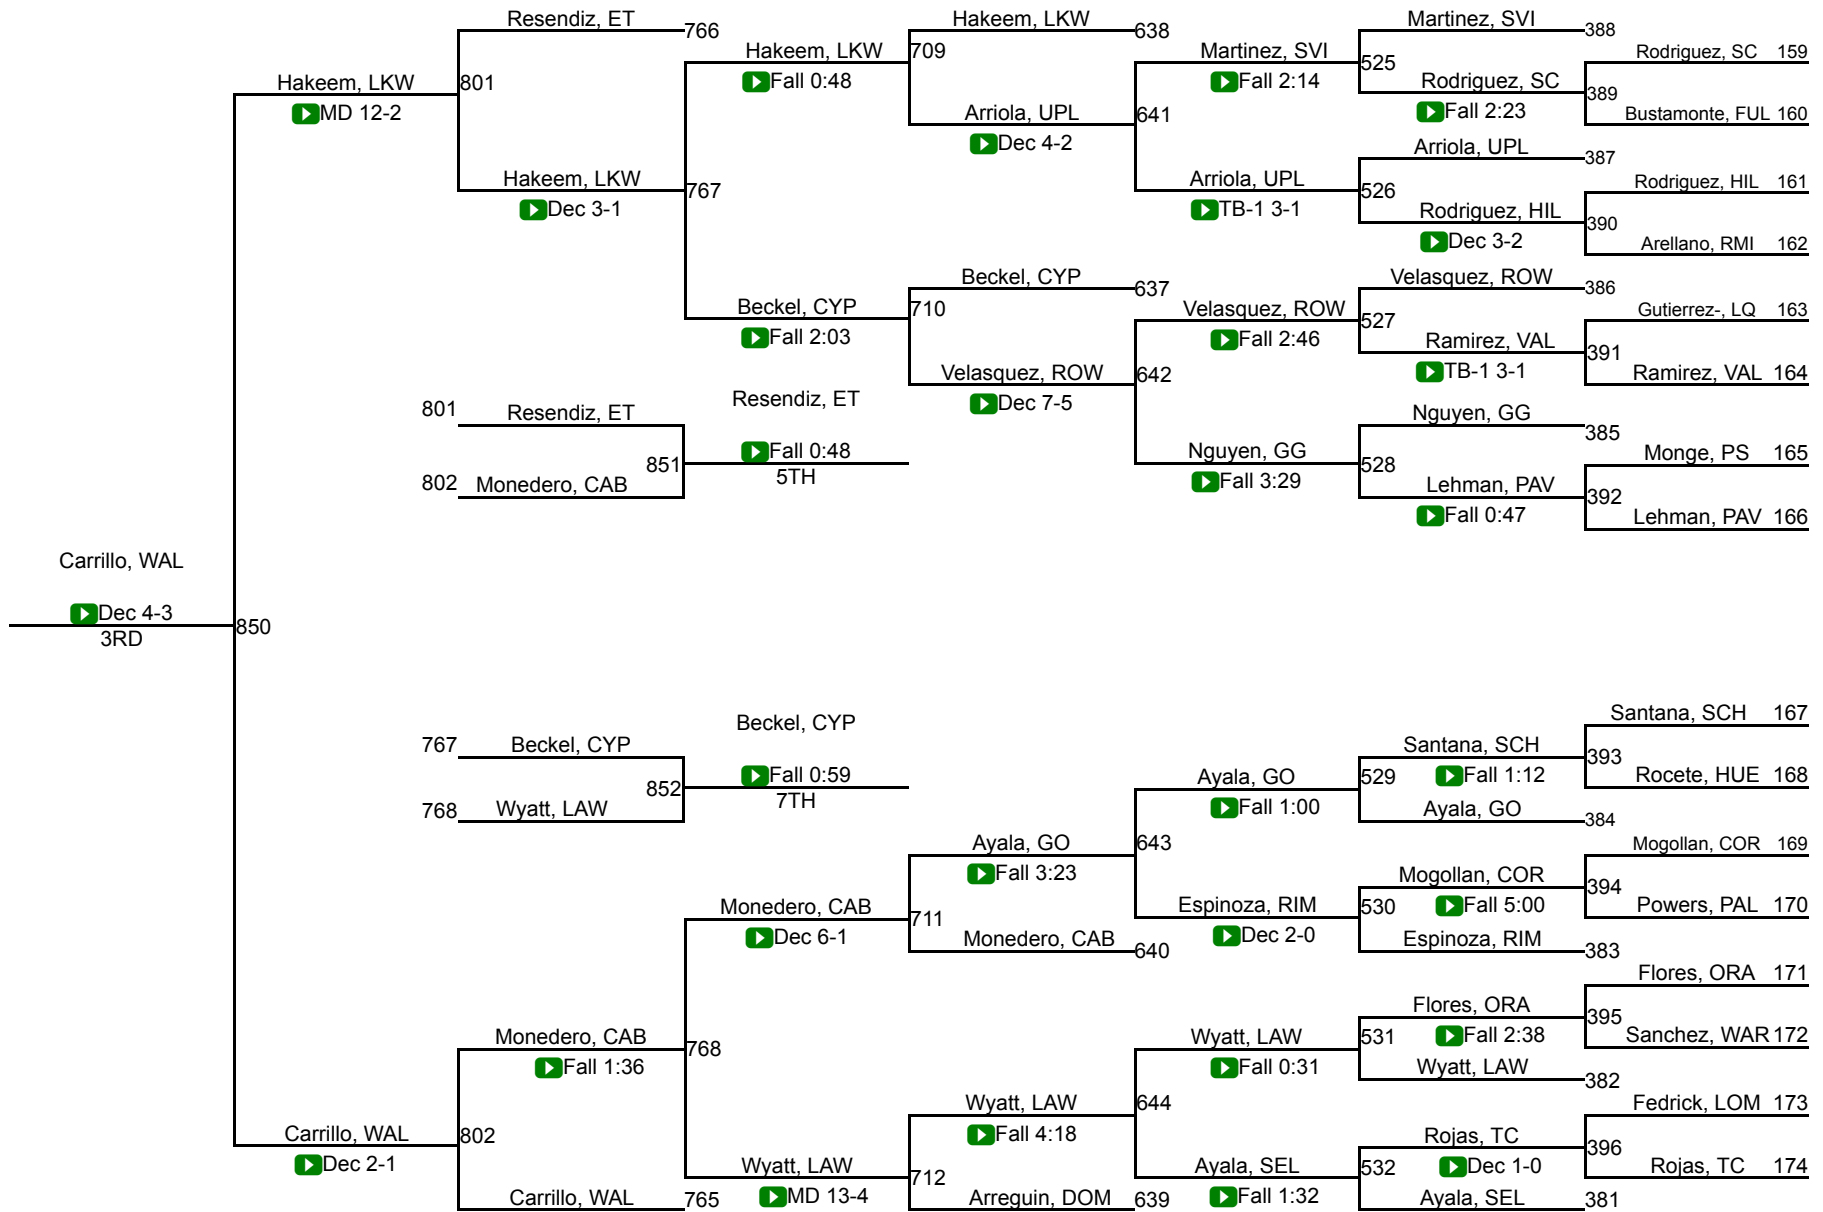 Resendiz, ET
766
Hakeem, LKW
638
Martinez, SVI
388
Hakeem, LKW
709
Martinez, SVI
525
Rodriguez, SC 159
Hakeem, LKW
801
Fall 0:48
Fall 2:14
Rodriguez, SC
389
MD 12-2
Arriola, UPL
641
Fall 2:23
Bustamonte, FUL 160
Dec 4-2
Arriola, UPL
387
Hakeem, LKW
767
Arriola, UPL
526
Rodriguez, HIL 161
Dec 3-1
TB-1 3-1
Rodriguez, HIL
390
Dec 3-2
Arellano, RMI 162
Beckel, CYP
637
Velasquez, ROW
386
Beckel, CYP
710
Velasquez, ROW
527
Gutierrez-, LQ 163
Fall 2:03
Fall 2:46
Ramirez, VAL
391
Velasquez, ROW
642
TB-1 3-1
Ramirez, VAL 164
801 Resendiz, ET
Resendiz, ET
Dec 7-5
Nguyen, GG
385
851
Fall 0:48
Nguyen, GG
528
Monge, PS 165
802 Monedero, CAB
5TH
Fall 3:29
Lehman, PAV
392
Fall 0:47
Lehman, PAV 166
Carrillo, WAL
Dec 4-3
3RD
850
Santana, SCH 167
767 Beckel, CYP
Beckel, CYP
Santana, SCH
393
852
Fall 0:59
Ayala, GO
529
Fall 1:12
Rocete, HUE 168
768 Wyatt, LAW
7TH
Fall 1:00
Ayala, GO
384
Ayala, GO
643
Mogollan, COR 169
Fall 3:23
Mogollan, COR
394
Monedero, CAB
711
Espinoza, RIM
530
Fall 5:00
Powers, PAL 170
Dec 6-1
Monedero, CAB
640
Dec 2-0
Espinoza, RIM
383
Flores, ORA 171
Flores, ORA
395
Monedero, CAB
768
Wyatt, LAW
531
Fall 2:38
Sanchez, WAR 172
Fall 1:36
Fall 0:31
Wyatt, LAW
382
Wyatt, LAW
644
Fedrick, LOM 173
Carrillo, WAL
802
Fall 4:18
Rojas, TC
396
Dec 2-1
Wyatt, LAW
712
Ayala, SEL
532
Dec 1-0
Rojas, TC 174
Carrillo, WAL
765
MD 13-4
Arreguin, DOM
639
Fall 1:32
Ayala, SEL
381